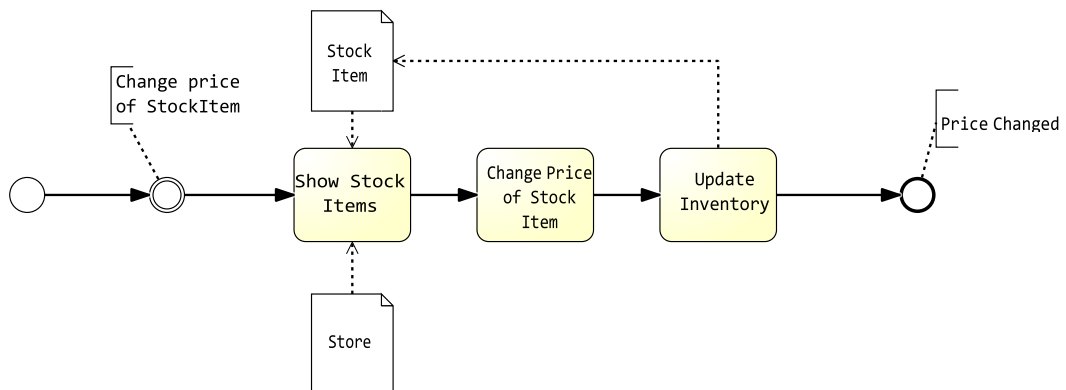 Stock
Item
Change price
of StockItem
Price Changed
Show Stock
Items
Change Price
of Stock
Item
Update
Inventory
Store